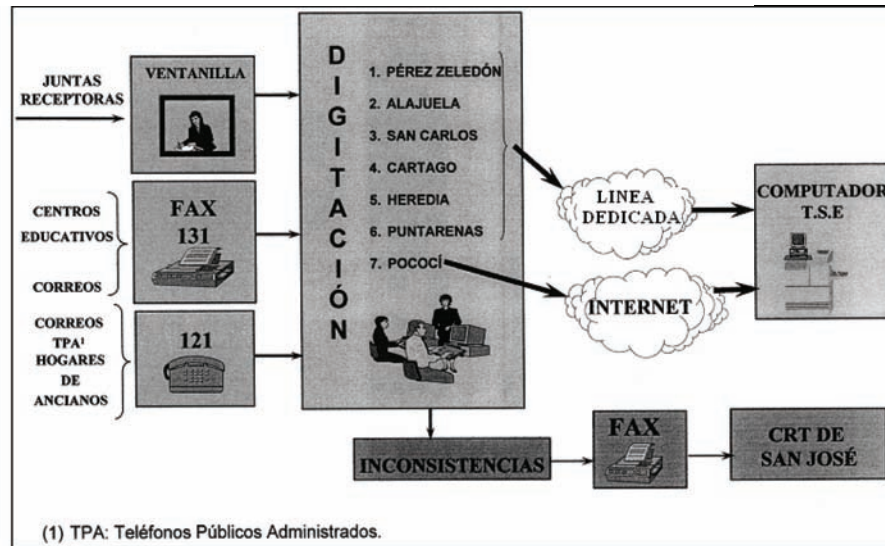 JUNTAS
RECEPTORAS
VENTANILLA
CENTROS
EDUCATIVOS
CORREOS
FAX
131
CORREOS
TPA¹
HOGARES
DE
ANCIANOS
121
DIGITACIÓN
1. PÉREZ ZELEDÓN
2. ALAJUELA
3. SAN CARLOS
4. CARTAGO
5. HEREDIA
6. PUNTARENAS
7. POCOCÍ
LINEA
DEDICADA
INTERNET
COMPUTADOR
T.S.E
INCONSISTENCIAS
FAX
CRT DE
SAN JOSÉ
(1) TPA: Teléfonos Públicos Administrados.